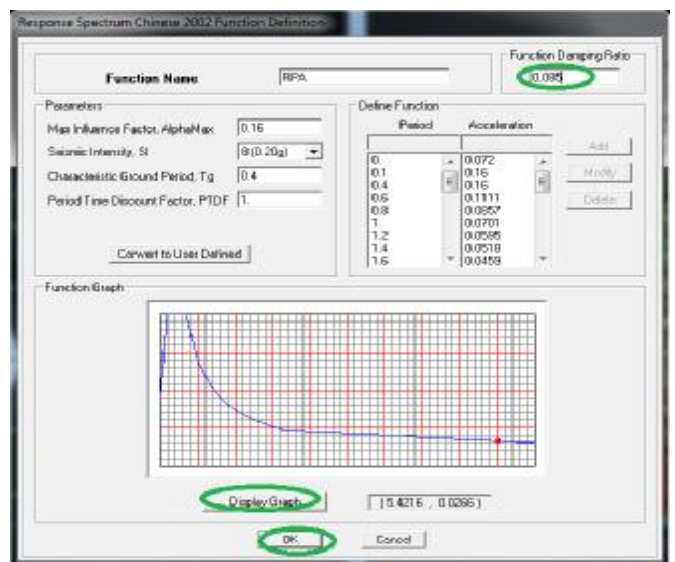 Response Spectrum Chinese 2002 Function Definition
Function Damping Ratio
Function Name
RPA
Parameters
Max Influence Factor, AlphaMax
0.16
Seismic Intensity, SI
8(0.20g)
Characteristic Ground Period, Tg
0.4
Period Time Discount Factor, PTDF
1.
Convert to User Defined
Define Function
Period Acceleration
0. 0.072
0.1 0.16
0.4 0.16
0.6 0.1111
0.8 0.0857
1. 0.0701
1.2 0.0595
1.4 0.0518
1.6 0.0459
Add
Modify
Delete
Function Graph
Display Graph
(5.4216 , 0.0266)
OK
Cancel